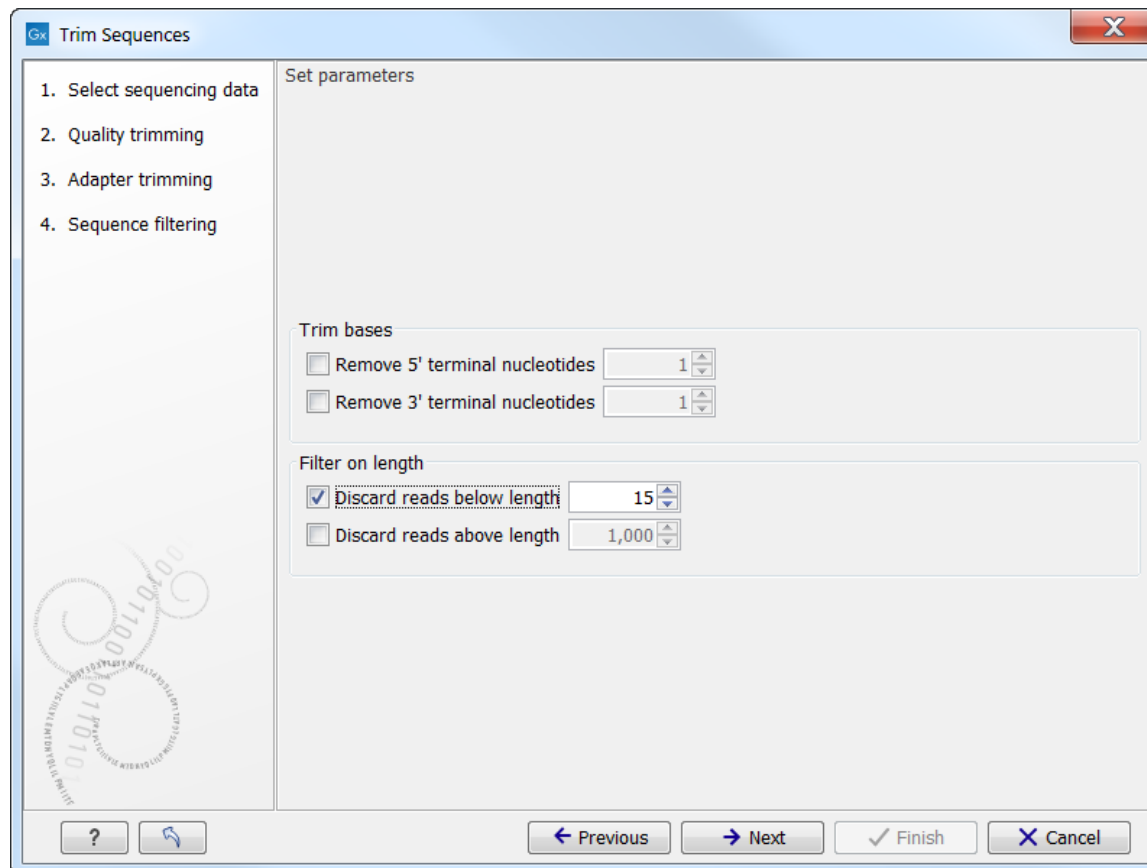 Gx Trim Sequences
1. Select sequencing data
2. Quality trimming
3. Adapter trimming
4. Sequence filtering
Set parameters
Trim bases
Remove 5' terminal nucleotides 1
Remove 3' terminal nucleotides 1
Filter on length
Discard reads below length 15
Discard reads above length 1,000
? Previous Next Finish Cancel